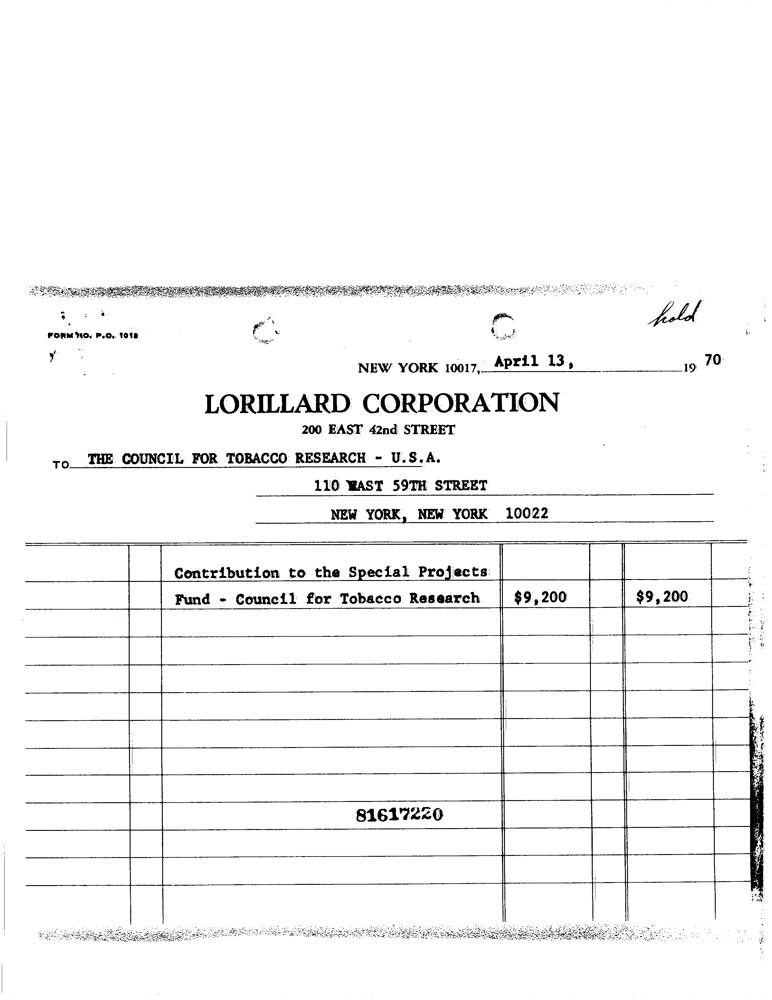 hold
FORM NO. P.O. 1018
NEW YORK 10017, April 13, 19 70
LORILLARD CORPORATION
200 EAST 42nd STREET
TO THE COUNCIL FOR TOBACCO RESEARCH - U.S.A.
110 EAST 59TH STREET
NEW YORK, NEW YORK 10022
Contribution to the Special Projects
Fund - Council for Tobacco Research $9,200 $9,200
81617220